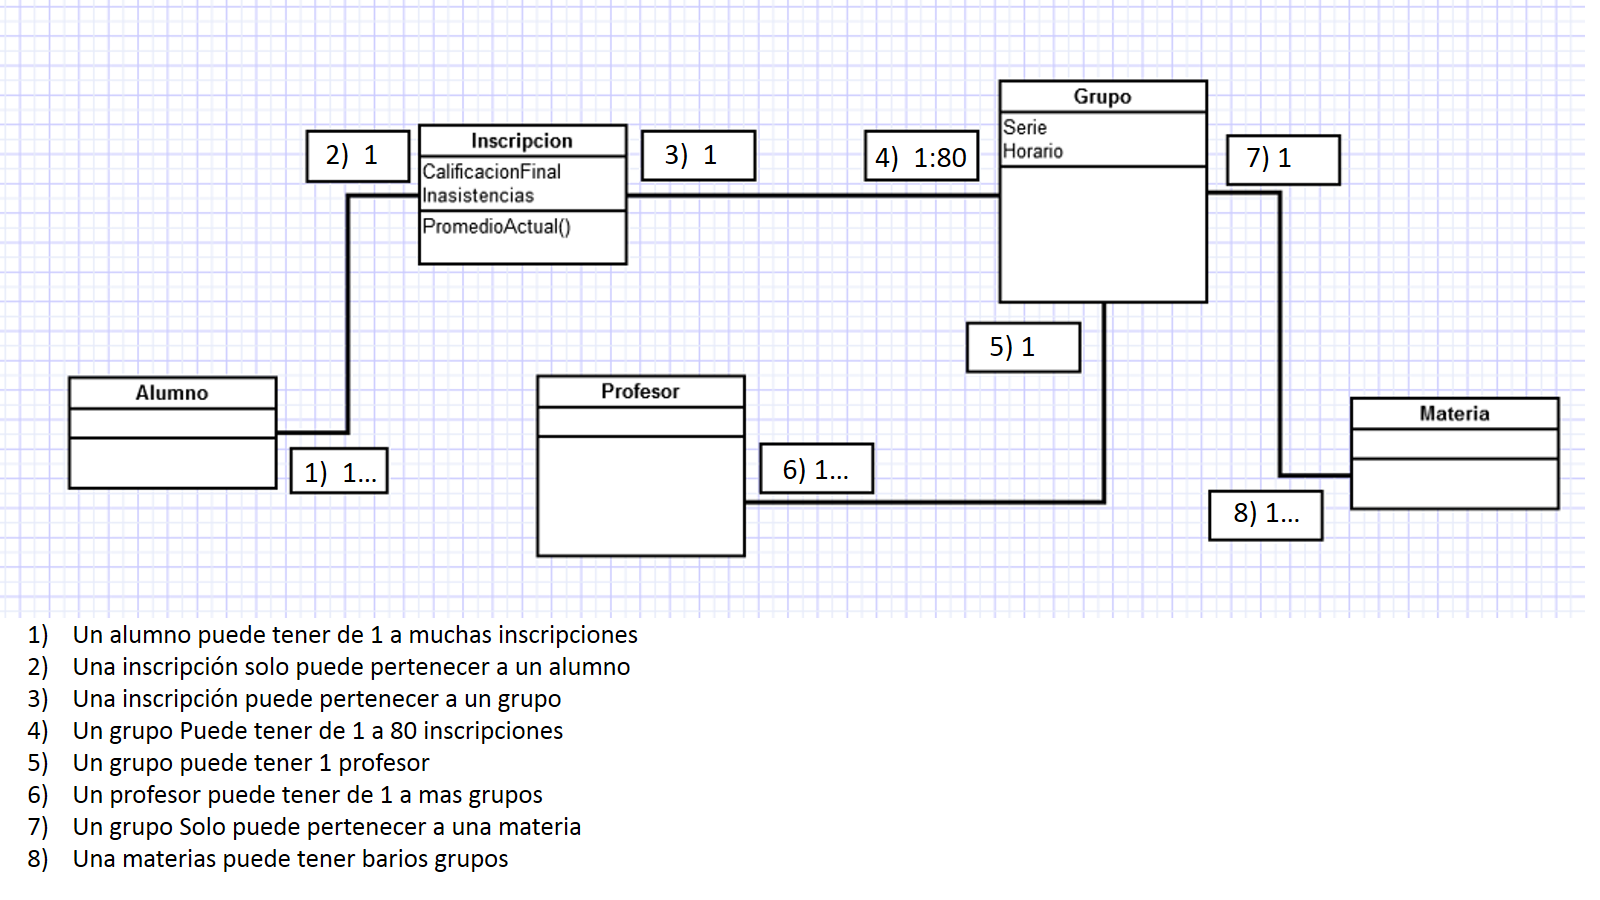 Grupo
Serie
Horario
2) 1
Inscripcion
CalificacionFinal
Inasistencias
PromedioActual()
3) 1
4) 1:80
7) 1
5) 1
Alumno
1) 1...
Profesor
6) 1...
Materia
8) 1...
1) Un alumno puede tener de 1 a muchas inscripciones
2) Una inscripción solo puede pertenecer a un alumno
3) Una inscripción puede pertenecer a un grupo
4) Un grupo Puede tener de 1 a 80 inscripciones
5) Un grupo puede tener 1 profesor
6) Un profesor puede tener de 1 a mas grupos
7) Un grupo Solo puede pertenecer a una materia
8) Una materias puede tener barios grupos